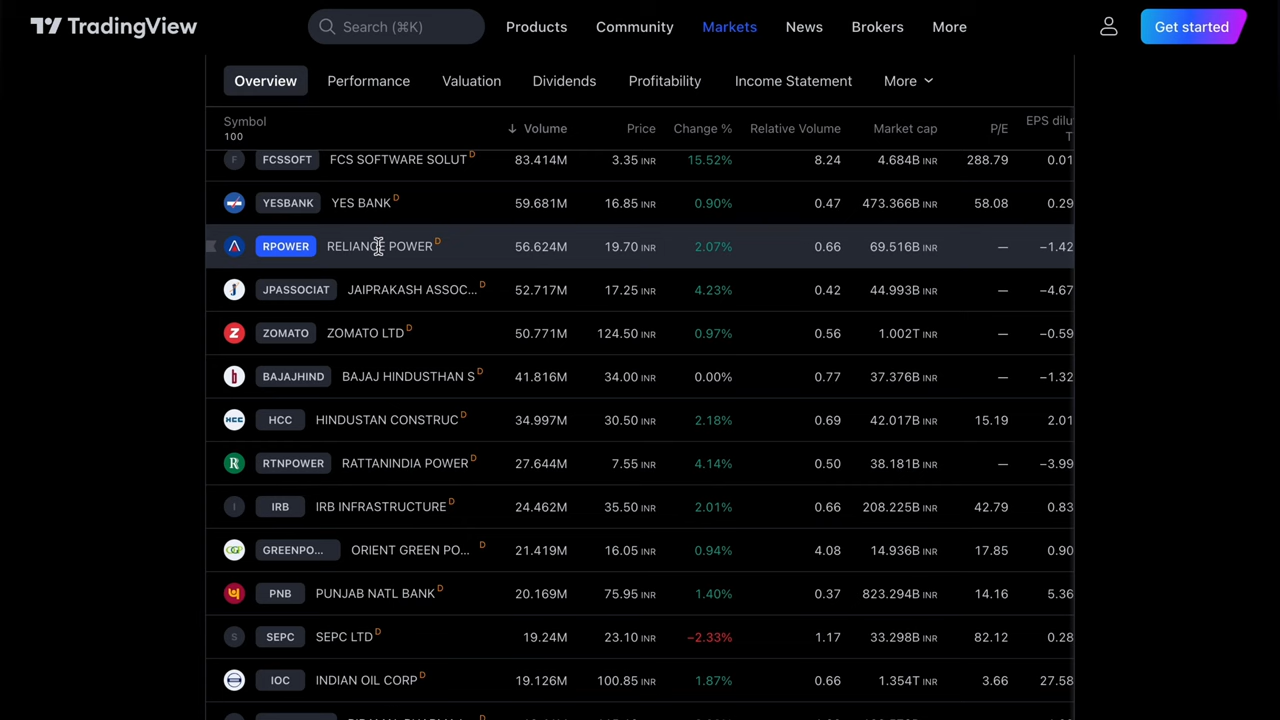 TradingView Search (⌘K) Products Community Markets News Brokers More Get started
Overview Performance Valuation Dividends Profitability Income Statement More
Symbol 100 ↓ Volume Price Change % Relative Volume Market cap P/E EPS dilu T
F FCSSOFT FCS SOFTWARE SOLUT D 83.414M 3.35 INR 15.52% 8.24 4.684B INR 288.79 0.01
YESBANK YES BANK D 59.681M 16.85 INR 0.90% 0.47 473.366B INR 58.08 0.29
RPOWER RELIANCE POWER D 56.624M 19.70 INR 2.07% 0.66 69.516B INR — −1.42
JPASSOCIAT JAIPRAKASH ASSOC... D 52.717M 17.25 INR 4.23% 0.42 44.993B INR — −4.67
Z ZOMATO ZOMATO LTD D 50.771M 124.50 INR 0.97% 0.56 1.002T INR — −0.59
b BAJAJHIND BAJAJ HINDUSTHAN S D 41.816M 34.00 INR 0.00% 0.77 37.376B INR — −1.32
HCC HCC HINDUSTAN CONSTRUC D 34.997M 30.50 INR 2.18% 0.69 42.017B INR 15.19 2.01
R RTNPOWER RATTANINDIA POWER D 27.644M 7.55 INR 4.14% 0.50 38.181B INR — −3.99
I IRB IRB INFRASTRUCTURE D 24.462M 35.50 INR 2.01% 0.66 208.225B INR 42.79 0.83
GREENPO... ORIENT GREEN PO... D 21.419M 16.05 INR 0.94% 4.08 14.936B INR 17.85 0.90
PNB PUNJAB NATL BANK D 20.169M 75.95 INR 1.40% 0.37 823.294B INR 14.16 5.36
S SEPC SEPC LTD D 19.24M 23.10 INR −2.33% 1.17 33.298B INR 82.12 0.28
IOC INDIAN OIL CORP D 19.126M 100.85 INR 1.87% 0.66 1.354T INR 3.66 27.58